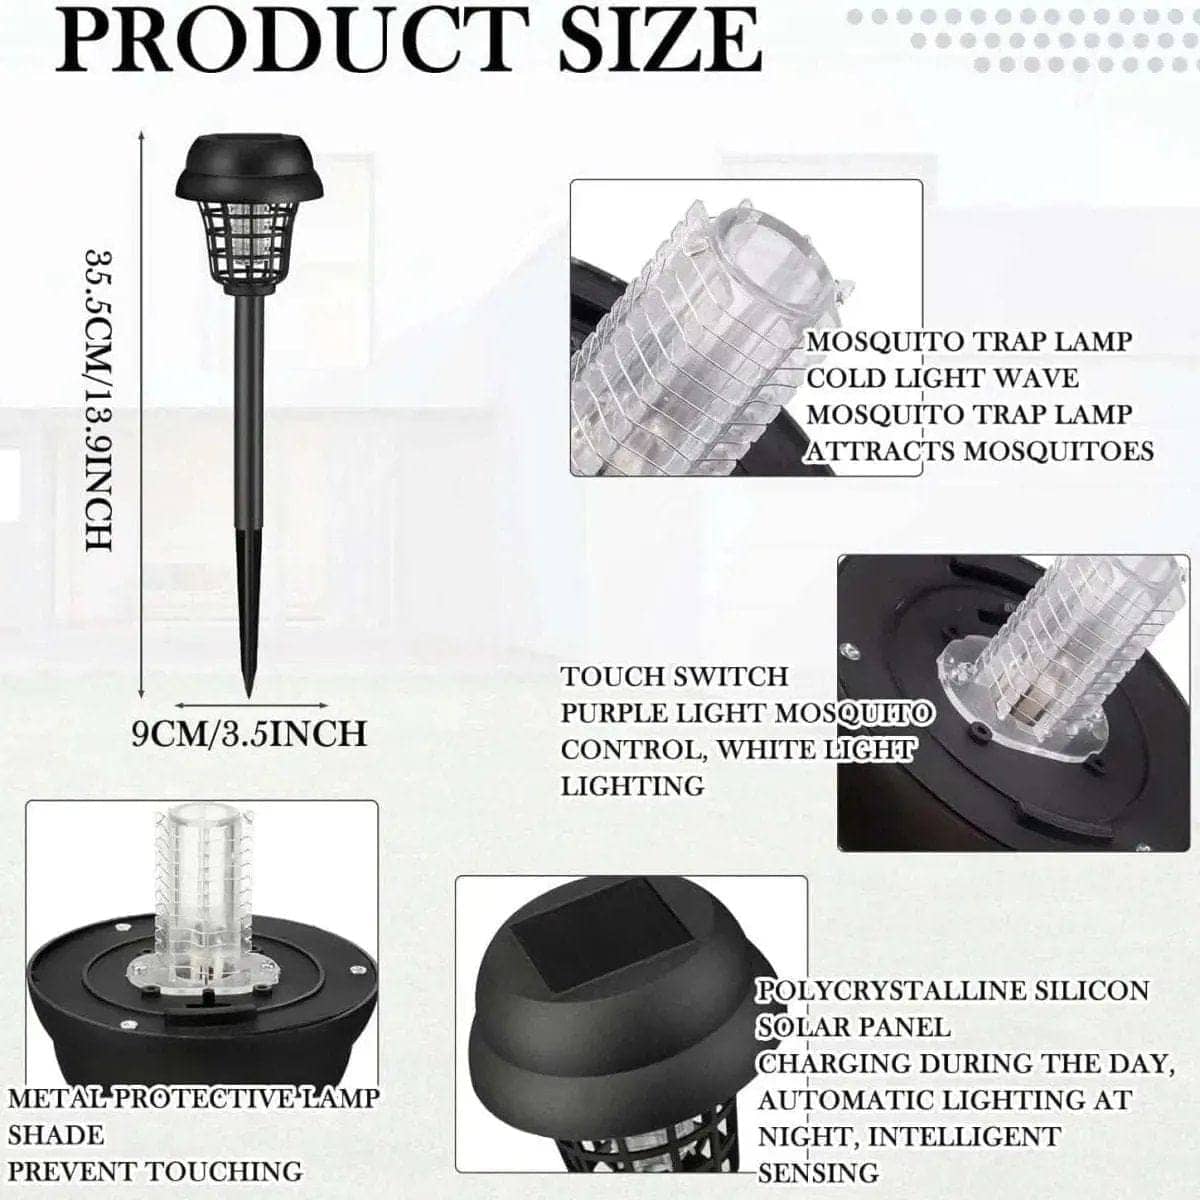 PRODUCT SIZE
35.5CM/13.9INCH
9CM/3.5INCH
MOSQUITO TRAP LAMP
COLD LIGHT WAVE
MOSQUITO TRAP LAMP
ATTRACTS MOSQUITOES
TOUCH SWITCH
PURPLE LIGHT MOSQUITO
CONTROL, WHITE LIGHT
LIGHTING
METAL PROTECTIVE LAMP
SHADE
PREVENT TOUCHING
POLYCRYSTALLINE SILICON
SOLAR PANEL
CHARGING DURING THE DAY,
AUTOMATIC LIGHTING AT
NIGHT, INTELLIGENT
SENSING